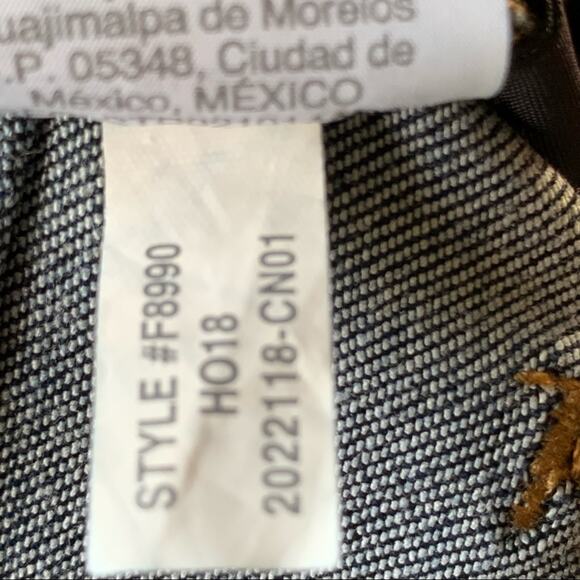 uajimalpa de Morelos
.P. 05348, Ciudad de
México, MÉXICO
STYLE #F8990
HO18
2022118-CN01